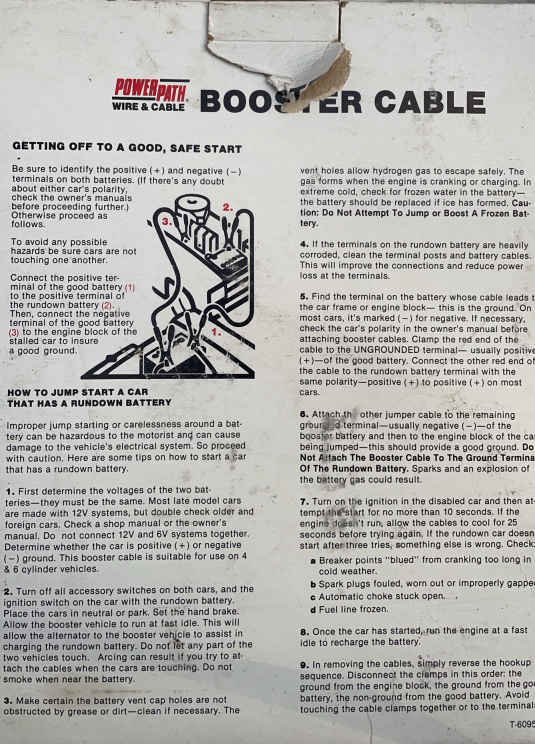 POWERPATH
WIRE & CABLE
BOOSTER CABLE
GETTING OFF TO A GOOD, SAFE START
Be sure to identify the positive (+) and negative (−)
terminals on both batteries. (If there's any doubt
about either car's polarity,
check the owner's manuals
before proceeding further.)
Otherwise proceed as
follows.
To avoid any possible
hazards be sure cars are not
touching one another.
Connect the positive ter-
minal of the good battery (1)
to the positive terminal of
the rundown battery (2).
Then, connect the negative
terminal of the good battery
(3) to the engine block of the
stalled car to insure
a good ground.
3.
2.
1.
HOW TO JUMP START A CAR
THAT HAS A RUNDOWN BATTERY
Improper jump starting or carelessness around a bat-
tery can be hazardous to the motorist and can cause
damage to the vehicle's electrical system. So proceed
with caution. Here are some tips on how to start a car
that has a rundown battery.
1. First determine the voltages of the two bat-
teries—they must be the same. Most late model cars
are made with 12V systems, but double check older and
foreign cars. Check a shop manual or the owner's
manual. Do not connect 12V and 6V systems together.
Determine whether the car is positive (+) or negative
(−) ground. This booster cable is suitable for use on 4
& 6 cylinder vehicles.
2. Turn off all accessory switches on both cars, and the
ignition switch on the car with the rundown battery.
Place the cars in neutral or park. Set the hand brake.
Allow the booster vehicle to run at fast idle. This will
allow the alternator to the booster vehicle to assist in
charging the rundown battery. Do not let any part of the
two vehicles touch. Arcing can result if you try to at-
tach the cables when the cars are touching. Do not
smoke when near the battery.
3. Make certain the battery vent cap holes are not
obstructed by grease or dirt—clean if necessary. The
vent holes allow hydrogen gas to escape safely. The
gas forms when the engine is cranking or charging. In
extreme cold, check for frozen water in the battery—
the battery should be replaced if ice has formed. Cau-
tion: Do Not Attempt To Jump or Boost A Frozen Bat-
tery.
4. If the terminals on the rundown battery are heavily
corroded, clean the terminal posts and battery cables.
This will improve the connections and reduce power
loss at the terminals.
5. Find the terminal on the battery whose cable leads t
the car frame or engine block— this is the ground. On
most cars, it's marked (−) for negative. If necessary,
check the car's polarity in the owner's manual before
attaching booster cables. Clamp the red end of the
cable to the UNGROUNDED terminal— usually positive
(+)—of the good battery. Connect the other red end of
the cable to the rundown battery terminal with the
same polarity—positive (+) to positive (+) on most
cars.
6. Attach the other jumper cable to the remaining
grounded terminal—usually negative (−)—of the
booster battery and then to the engine block of the ca
being jumped—this should provide a good ground. Do
Not Attach The Booster Cable To The Ground Termina
Of The Rundown Battery. Sparks and an explosion of
the battery gas could result.
7. Turn on the ignition in the disabled car and then at-
tempt to start for no more than 10 seconds. If the
engine doesn't run, allow the cables to cool for 25
seconds before trying again. If the rundown car doesn
start after three tries, something else is wrong. Check:
a Breaker points "blued" from cranking too long in
cold weather.
b Spark plugs fouled, worn out or improperly gappe
c Automatic choke stuck open.
d Fuel line frozen.
8. Once the car has started, run the engine at a fast
idle to recharge the battery.
9. In removing the cables, simply reverse the hookup
sequence. Disconnect the clamps in this order: the
ground from the engine block, the ground from the goo
battery, the non-ground from the good battery. Avoid
touching the cable clamps together or to the terminal
T-6095